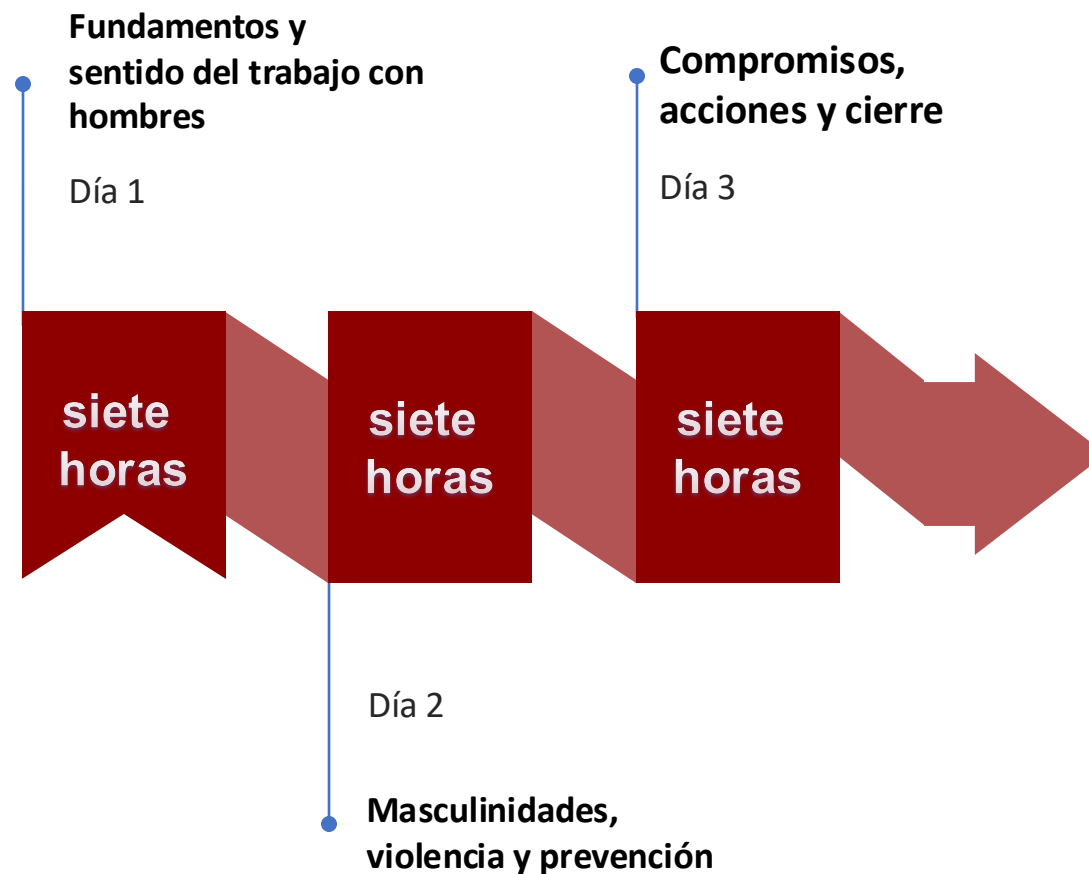 Fundamentos y
sentido del trabajo con
hombres
Día 1
Compromisos,
acciones y cierre
Día 3
siete
horas
siete
horas
siete
horas
Día 2
Masculinidades,
violencia y prevención